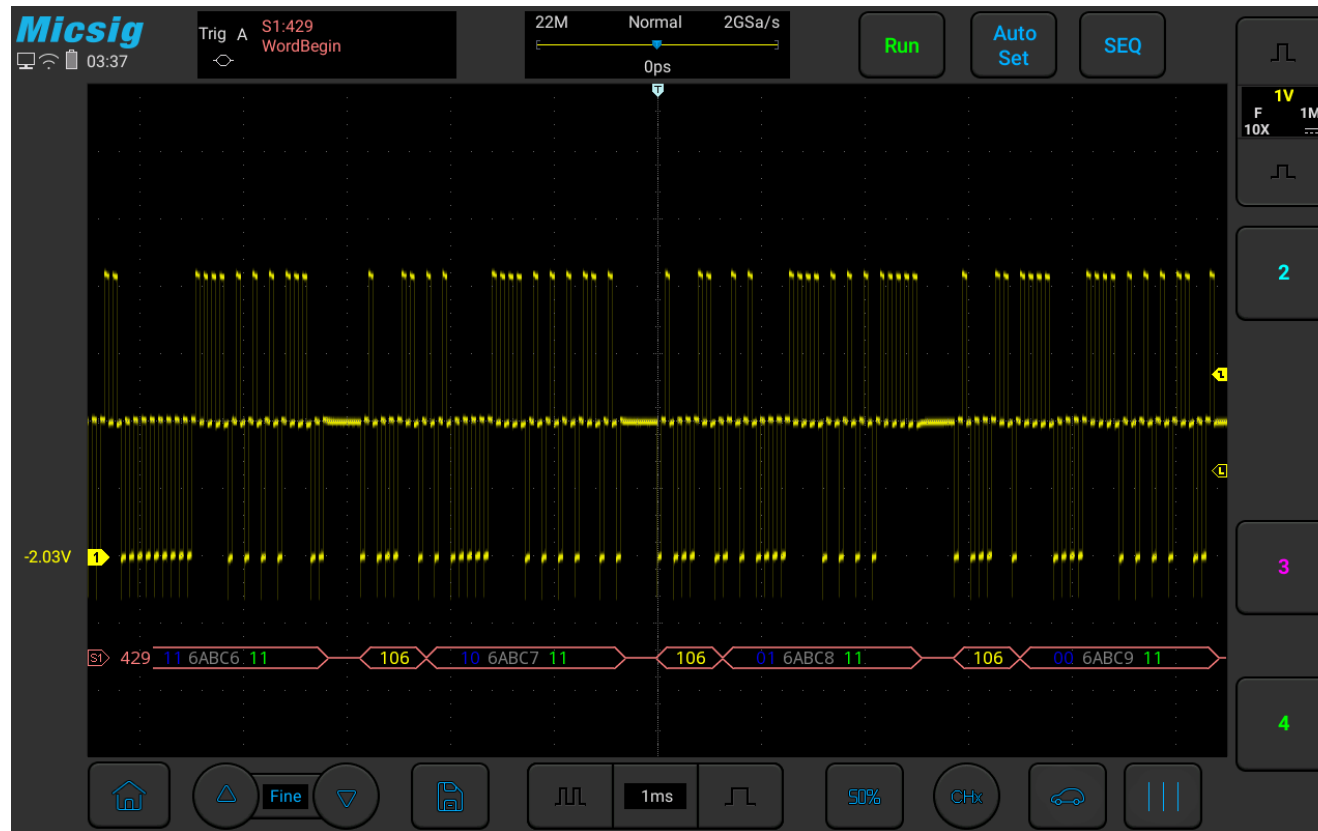 Micsig
03:37
Trig A S1:429
WordBegin
22M Normal 2GSa/s
0ps
Run
Auto
Set
SEQ
T
1V
F 1M
10X
2
L
-2.03V 1
3
S1 429 11 6ABC6 11 106 10 6ABC7 11 106 01 6ABC8 11 106 00 6ABC9 11
4
Fine
1ms
50%
CHx